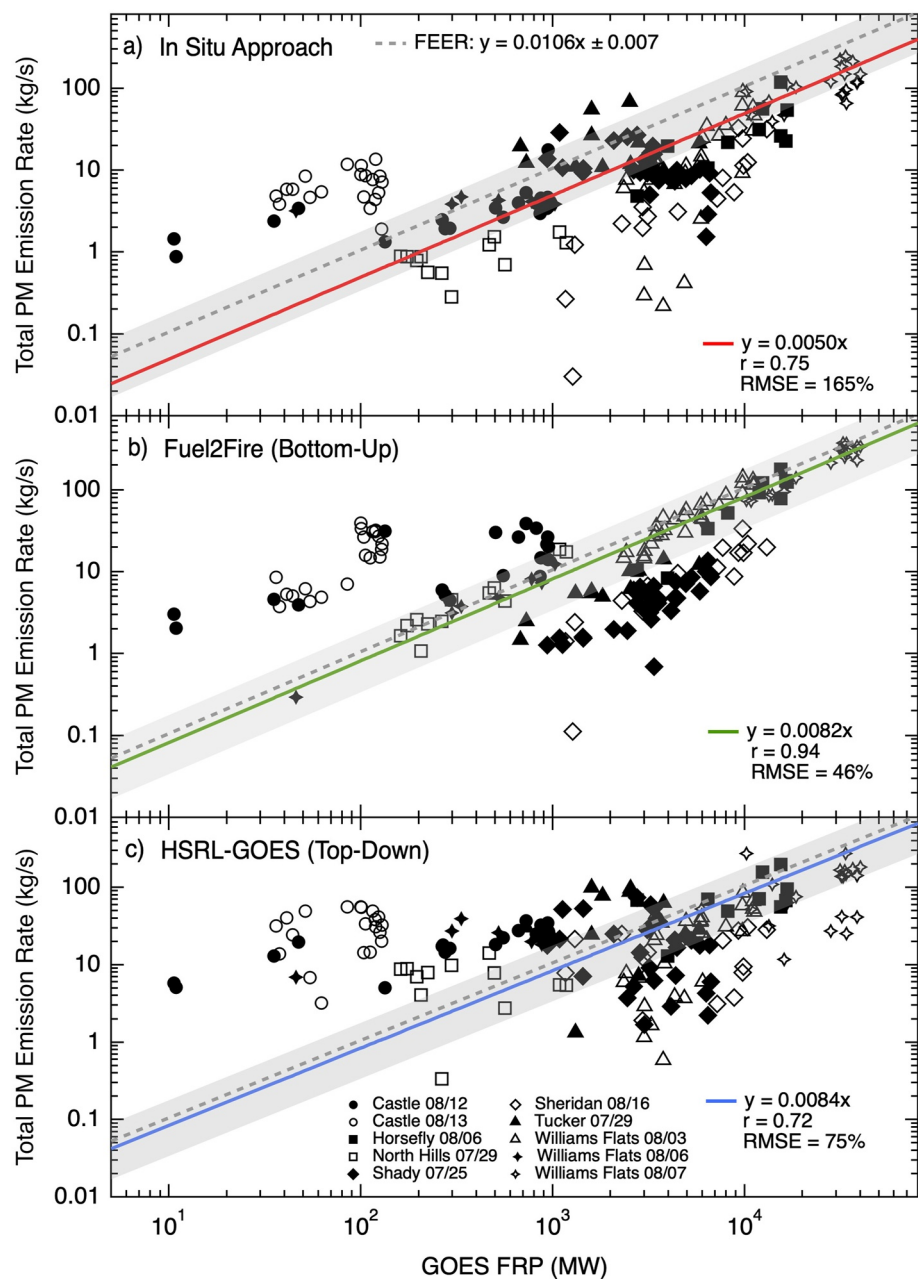 a) In Situ Approach
FEER: y = 0.0106x ± 0.007
Total PM Emission Rate (kg/s)
100
10
1
0.1
0.01
y = 0.0050x
r = 0.75
RMSE = 165%
b) Fuel2Fire (Bottom-Up)
Total PM Emission Rate (kg/s)
100
10
1
0.1
0.01
y = 0.0082x
r = 0.94
RMSE = 46%
c) HSRL-GOES (Top-Down)
Total PM Emission Rate (kg/s)
100
10
1
0.1
0.01
y = 0.0084x
r = 0.72
RMSE = 75%
Castle 08/12
Castle 08/13
Horsefly 08/06
North Hills 07/29
Shady 07/25
Sheridan 08/16
Tucker 07/29
Williams Flats 08/03
Williams Flats 08/06
Williams Flats 08/07
10¹ 10² 10³ 10⁴
GOES FRP (MW)